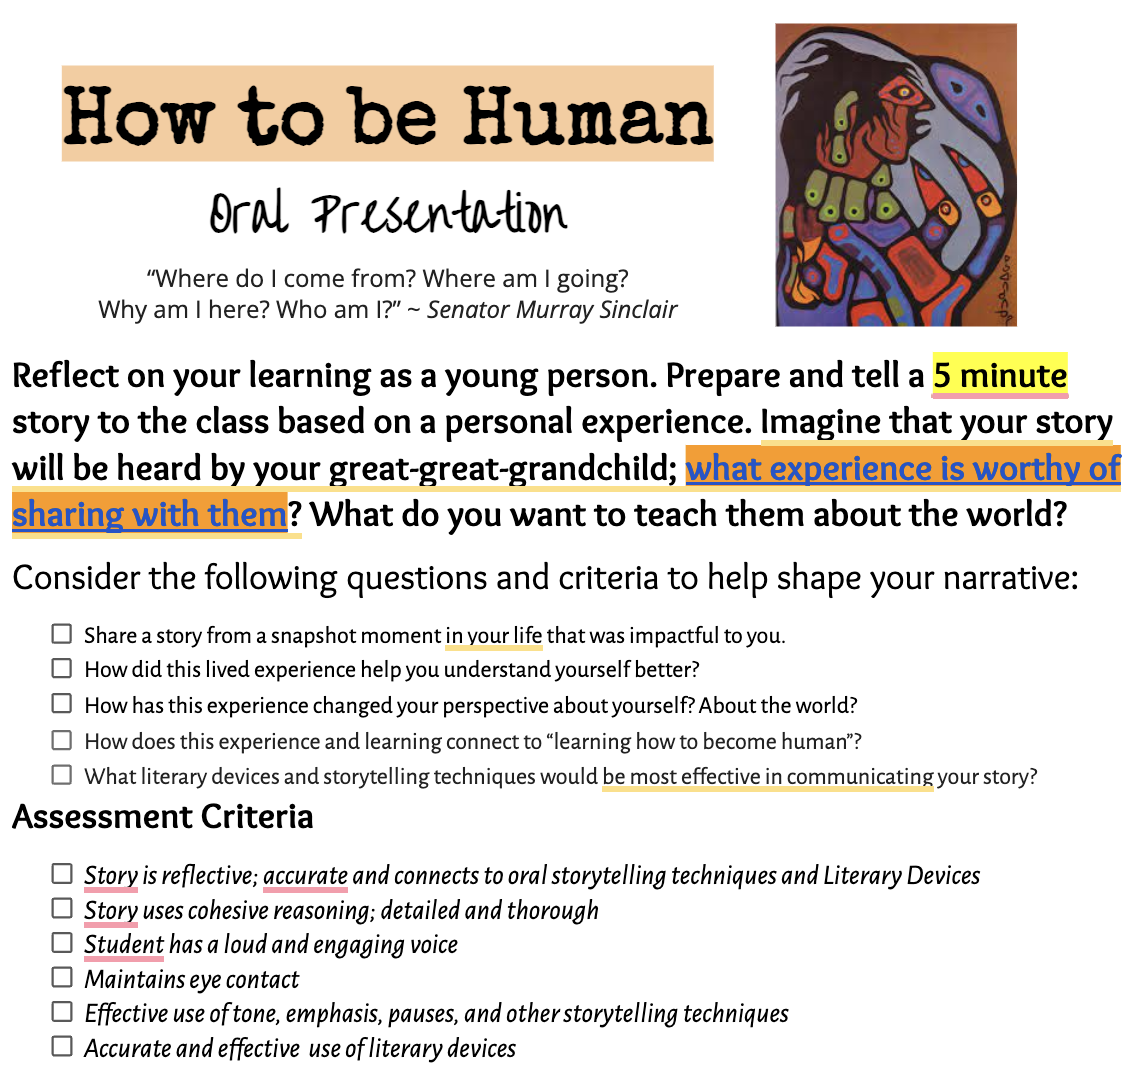 How to be Human
Oral Presentation
“Where do I come from? Where am I going?
Why am I here? Who am I?” ~ Senator Murray Sinclair
Reflect on your learning as a young person. Prepare and tell a 5 minute
story to the class based on a personal experience. Imagine that your story
will be heard by your great-great-grandchild; what experience is worthy of
sharing with them? What do you want to teach them about the world?
Consider the following questions and criteria to help shape your narrative:
Share a story from a snapshot moment in your life that was impactful to you.
How did this lived experience help you understand yourself better?
How has this experience changed your perspective about yourself? About the world?
How does this experience and learning connect to “learning how to become human”?
What literary devices and storytelling techniques would be most effective in communicating your story?
Assessment Criteria
Story is reflective; accurate and connects to oral storytelling techniques and Literary Devices
Story uses cohesive reasoning; detailed and thorough
Student has a loud and engaging voice
Maintains eye contact
Effective use of tone, emphasis, pauses, and other storytelling techniques
Accurate and effective use of literary devices